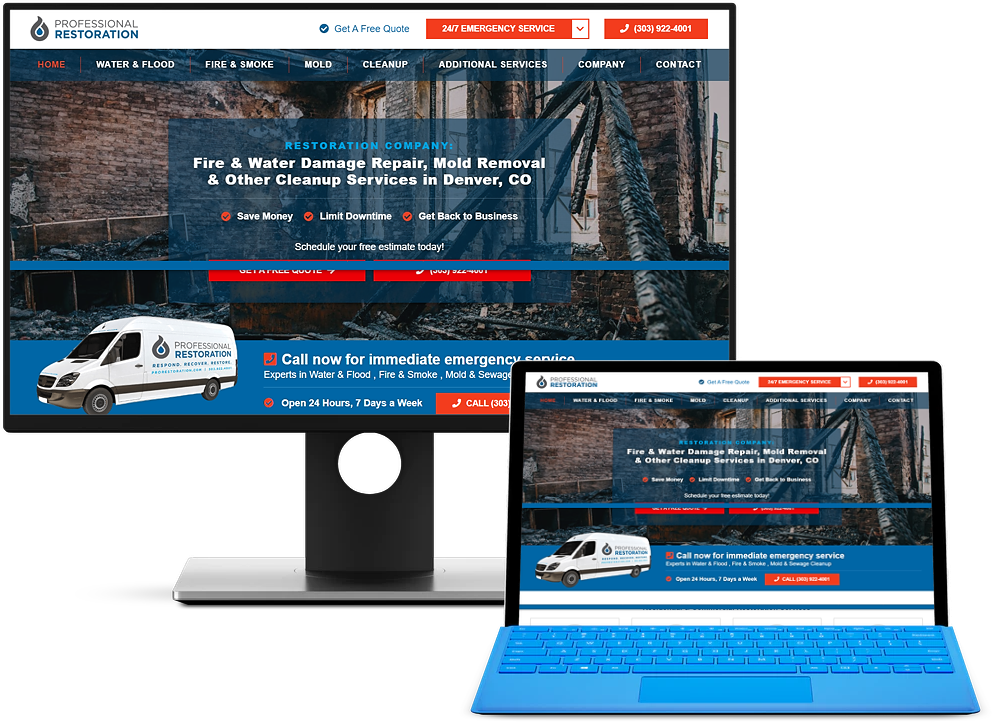 PROFESSIONAL
RESTORATION
Get A Free Quote
24/7 EMERGENCY SERVICE
(303) 922-4001
HOME
WATER & FLOOD
FIRE & SMOKE
MOLD
CLEANUP
ADDITIONAL SERVICES
COMPANY
CONTACT
RESTORATION COMPANY:
Fire & Water Damage Repair, Mold Removal
& Other Cleanup Services in Denver, CO
Save Money
Limit Downtime
Get Back to Business
Schedule your free estimate today!
GET A FREE QUOTE
(303) 922-4001
PROFESSIONAL
RESTORATION
RESPOND. RECOVER. RESTORE.
Call now for immediate emergency service
Experts in Water & Flood , Fire & Smoke , Mold & Sewag
Open 24 Hours, 7 Days a Week
CALL (303)
PROFESSIONAL
RESTORATION
Get A Free Quote
24/7 EMERGENCY SERVICE
(303) 922-4001
HOME
WATER & FLOOD
FIRE & SMOKE
MOLD
CLEANUP
ADDITIONAL SERVICES
COMPANY
CONTACT
RESTORATION COMPANY:
Fire & Water Damage Repair, Mold Removal
& Other Cleanup Services in Denver, CO
Save Money
Limit Downtime
Get Back to Business
Schedule your free estimate today!
GET A FREE QUOTE
(303) 922-4001
PROFESSIONAL
RESTORATION
Call now for immediate emergency service
Experts in Water & Flood , Fire & Smoke , Mold & Sewage Cleanup
Open 24 Hours, 7 Days a Week
CALL (303) 922-4001